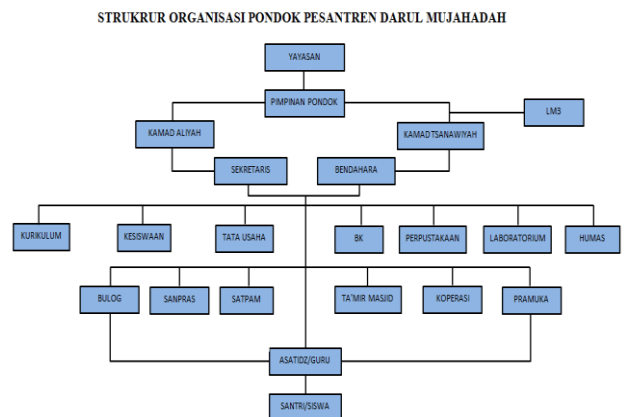 STRUKRUR ORGANISASI PONDOK PESANTREN DARUL MUJAHADAH
YAYASAN
PIMPINAN PONDOK
LM3
KAMAD ALIYAH
KAMAD TSANAWIYAH
SEKRETARIS
BENDAHARA
KURIKULUM
KESISWAAN
TATA USAHA
BK
PERPUSTAKAAN
LABORATORIUM
HUMAS
BULOG
SANPRAS
SATPAM
TA'MIR MASJID
KOPERASI
PRAMUKA
ASATIDZ/GURU
SANTRI/SISWA